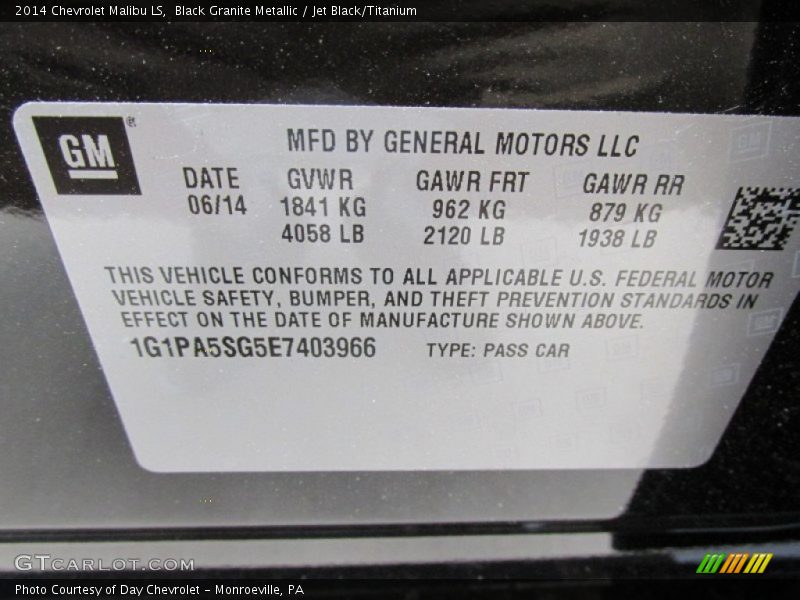 2014 Chevrolet Malibu LS,  Black Granite Metallic / Jet Black/Titanium
GM ®
MFD BY GENERAL MOTORS LLC
DATE GVWR GAWR FRT GAWR RR
06/14 1841 KG 962 KG 879 KG
4058 LB 2120 LB 1938 LB
THIS VEHICLE CONFORMS TO ALL APPLICABLE U.S. FEDERAL MOTOR
VEHICLE SAFETY, BUMPER, AND THEFT PREVENTION STANDARDS IN
EFFECT ON THE DATE OF MANUFACTURE SHOWN ABOVE.
1G1PA5SG5E7403966 TYPE: PASS CAR
GTCARLOT.COM
Photo Courtesy of Day Chevrolet - Monroeville, PA